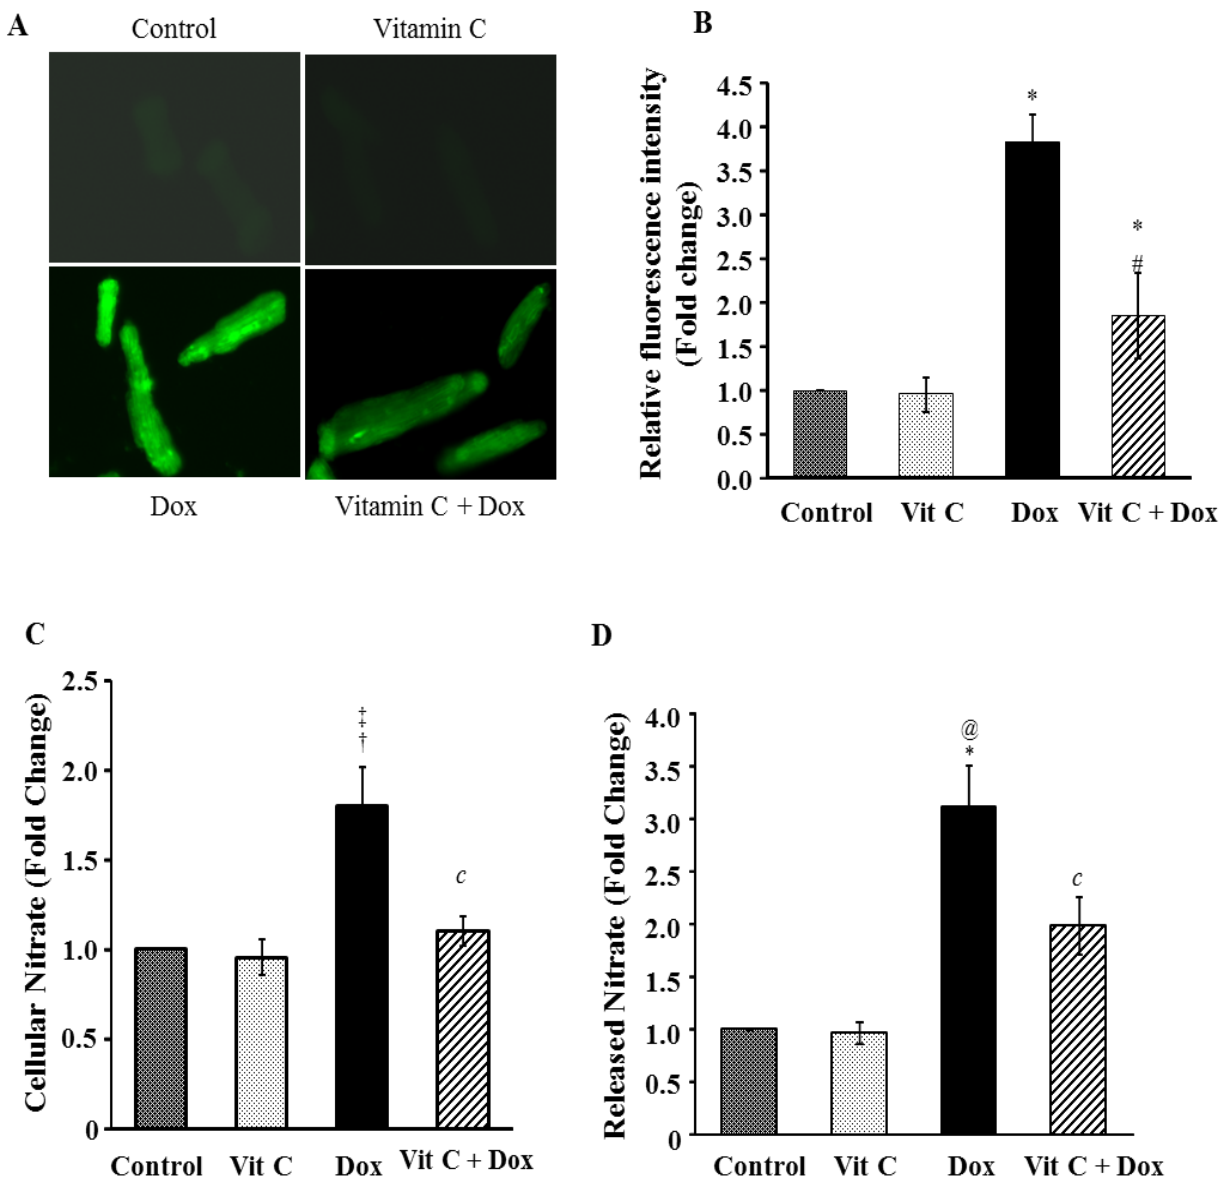 A
Control
Vitamin C
Dox
Vitamin C + Dox
B
Relative fluorescence intensity
(Fold change)
4.5
4.0
3.5
3.0
2.5
2.0
1.5
1.0
0.5
0.0
*
*
#
Control Vit C Dox Vit C + Dox
C
Cellular Nitrate (Fold Change)
2.5
2.0
1.5
1.0
0.5
0
‡
†
c
Control Vit C Dox Vit C + Dox
D
Released Nitrate (Fold Change)
4.0
3.5
3.0
2.5
2.0
1.5
1.0
0.5
0
@
*
c
Control Vit C Dox Vit C + Dox